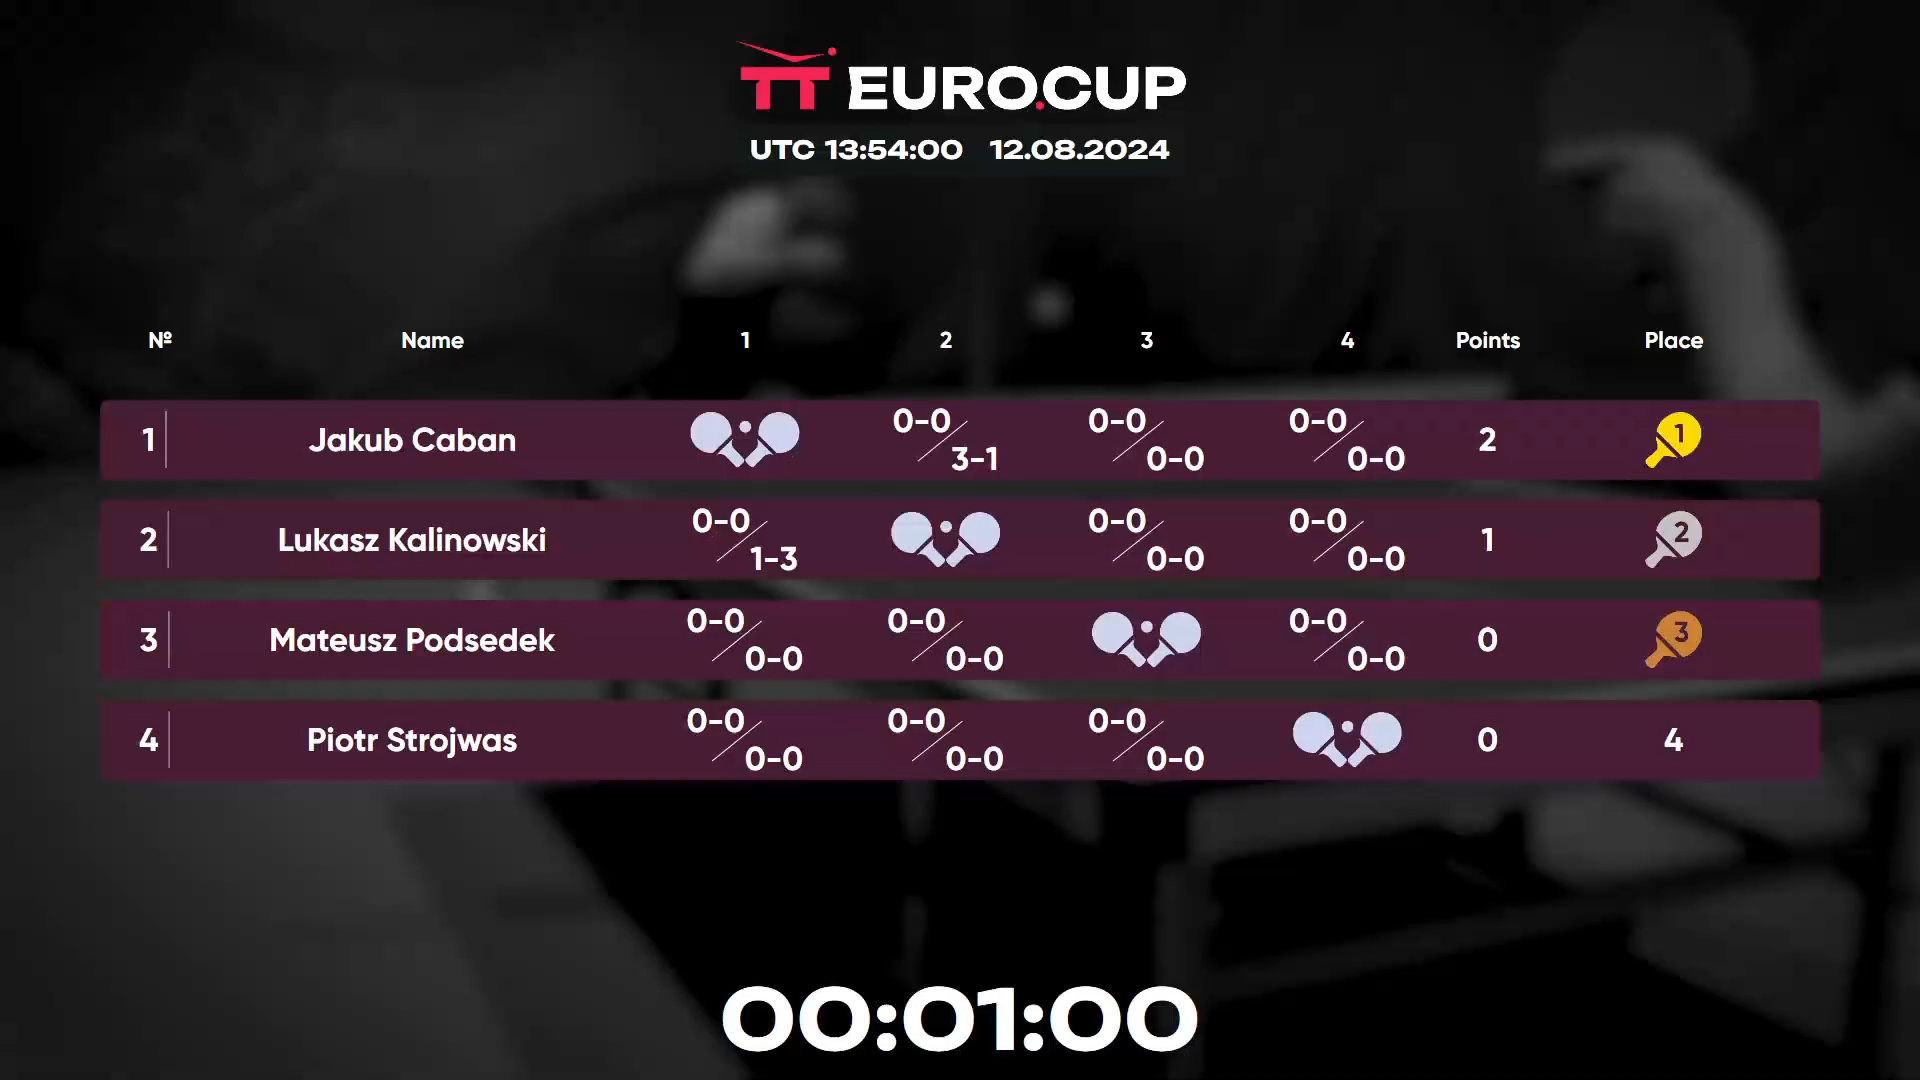 TT EURO.CUP
UTC 13:54:00 12.08.2024
№ Name 1 2 3 4 Points Place
1 Jakub Caban 0-0 3-1 0-0 0-0 0-0 0-0 2 1
2 Lukasz Kalinowski 0-0 1-3 0-0 0-0 0-0 0-0 1 2
3 Mateusz Podsedek 0-0 0-0 0-0 0-0 0-0 0-0 0 3
4 Piotr Strojwas 0-0 0-0 0-0 0-0 0-0 0-0 0 4
00:01:00